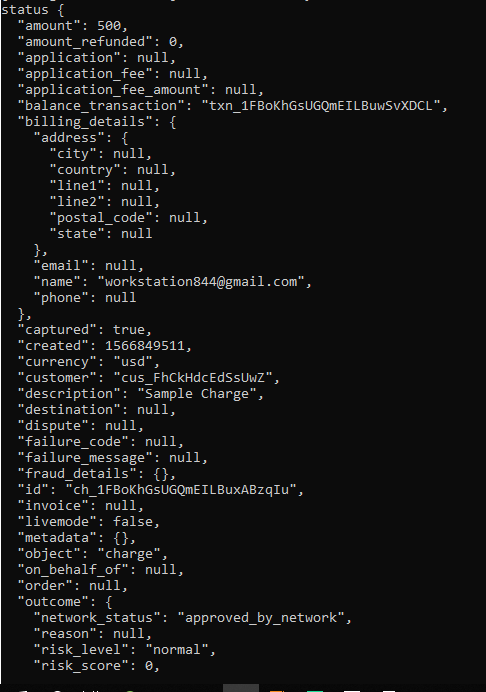 status {
  "amount": 500,
  "amount_refunded": 0,
  "application": null,
  "application_fee": null,
  "application_fee_amount": null,
  "balance_transaction": "txn_1FBoKhGsUGQmEILBuwSvXDCL",
  "billing_details": {
    "address": {
      "city": null,
      "country": null,
      "line1": null,
      "line2": null,
      "postal_code": null,
      "state": null
    },
    "email": null,
    "name": "workstation844@gmail.com",
    "phone": null
  },
  "captured": true,
  "created": 1566849511,
  "currency": "usd",
  "customer": "cus_FhCkHdcEdSsUwZ",
  "description": "Sample Charge",
  "destination": null,
  "dispute": null,
  "failure_code": null,
  "failure_message": null,
  "fraud_details": {},
  "id": "ch_1FBoKhGsUGQmEILBuxABzqIu",
  "invoice": null,
  "livemode": false,
  "metadata": {},
  "object": "charge",
  "on_behalf_of": null,
  "order": null,
  "outcome": {
    "network_status": "approved_by_network",
    "reason": null,
    "risk_level": "normal",
    "risk_score": 0,